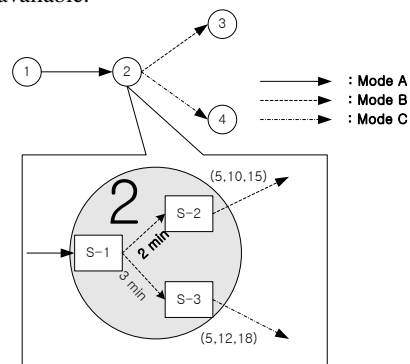 available.
3
1
2
: Mode A
: Mode B
4
: Mode C
2
(5,10,15)
S-2
S-1
2 min
3 min
S-3
(5,12,18)